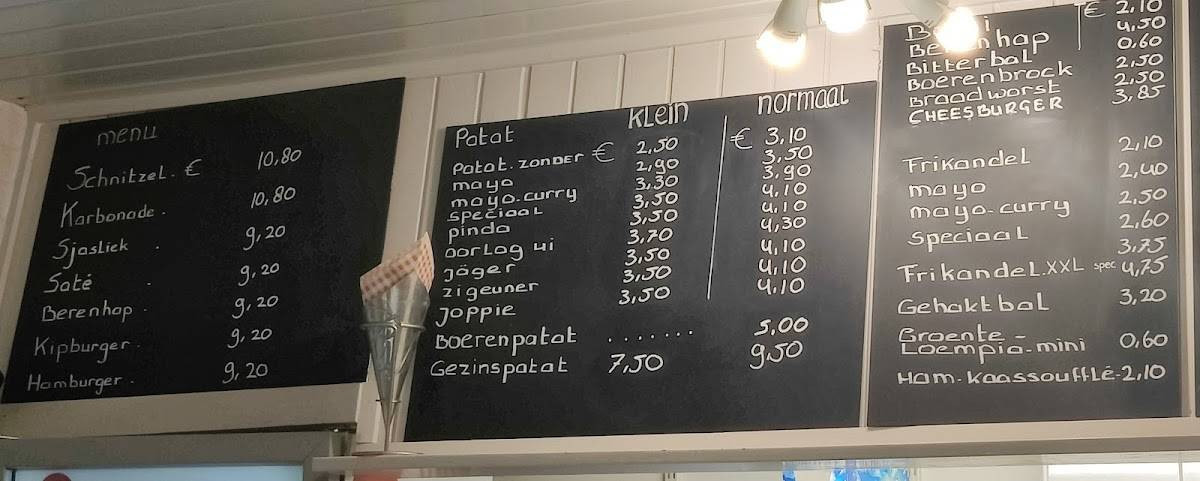 menu
Schnitzel. € 10,80
Karbonade. 10,80
Sjasliek . 9,20
Saté . 9,20
Berenhap . 9,20
Kipburger. 9,20
Hamburger. 9,20
Patat KLEIN normaal
Patat. zonder € 2,50 € 3,10
mayo 2,90 3,50
mayo-curry 3,30 3,90
speciaal 3,50 4,10
pinda 3,50 4,10
oorlog ui 3,70 4,30
Jäger 3,50 4,10
zigeuner 3,50 4,10
Joppie 3,50 4,10
Boerenpatat ....... 5,00
Gezinspatat 7,50 9,50
€ 2,10
Berenhap 4,50
Bitterbal 0,60
Boerenbrock 2,50
Braadworst 2,50
CHEESBURGER 3,85
Frikandel 2,10
mayo 2,40
mayo-curry 2,50
speciaal 2,60
Frikandel.XXL 3,75
spec 4,75
Gehaktbal 3,20
Groente -
Loempia-mini 0,60
Ham-Kaassoufflé-2,10